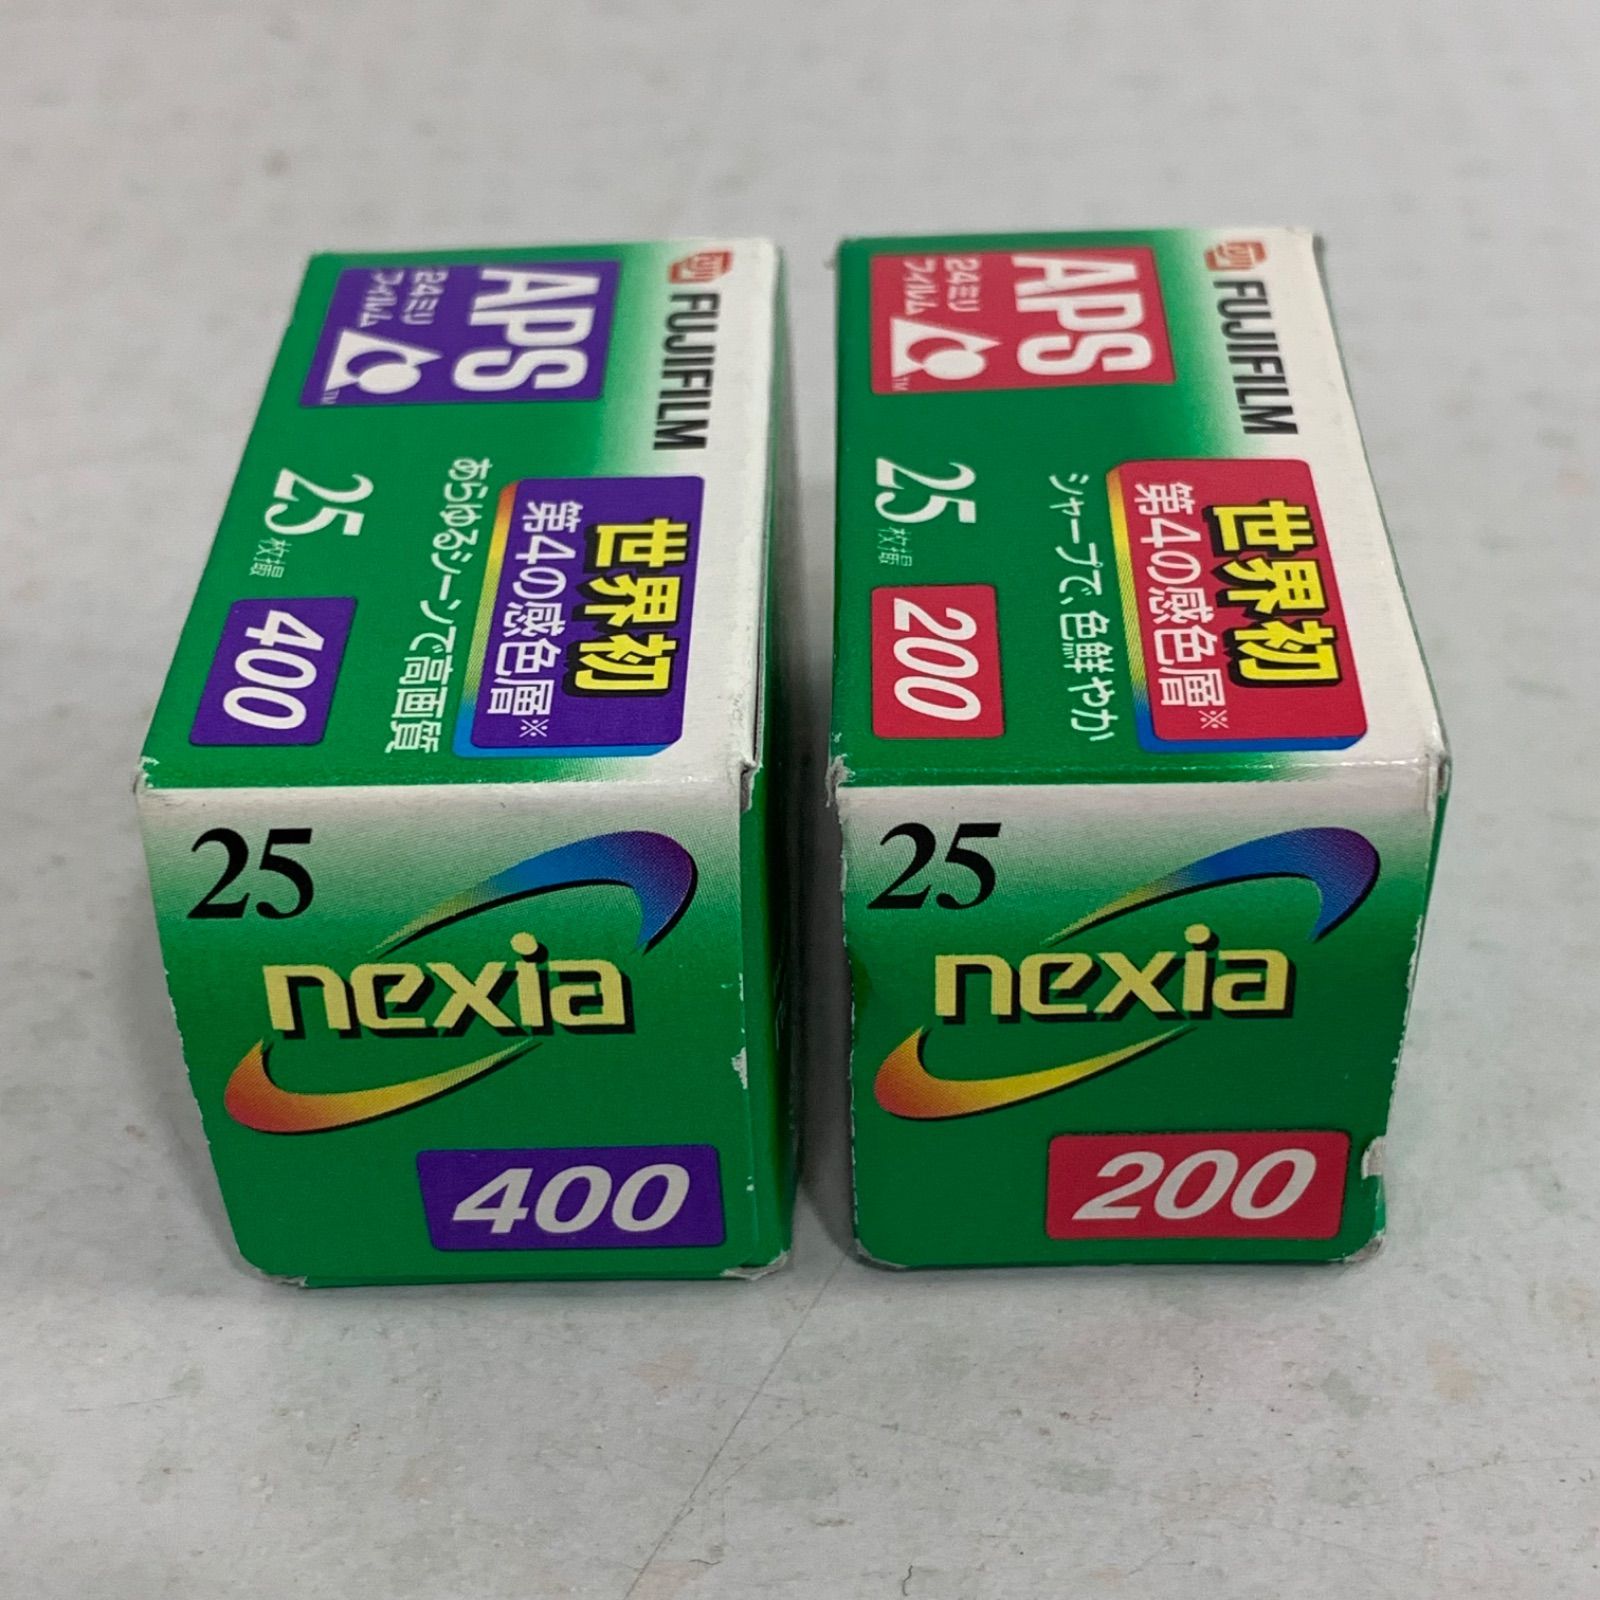 FUJIFILM
APS
24ミリ
フィルム
TM
世界初
第4の感色層※
あらゆるシーンで高画質
25枚撮
400
25
nexia
400
FUJIFILM
APS
24ミリ
フィルム
TM
世界初
第4の感色層※
シャープで、色鮮やか
25枚撮
200
25
nexia
200